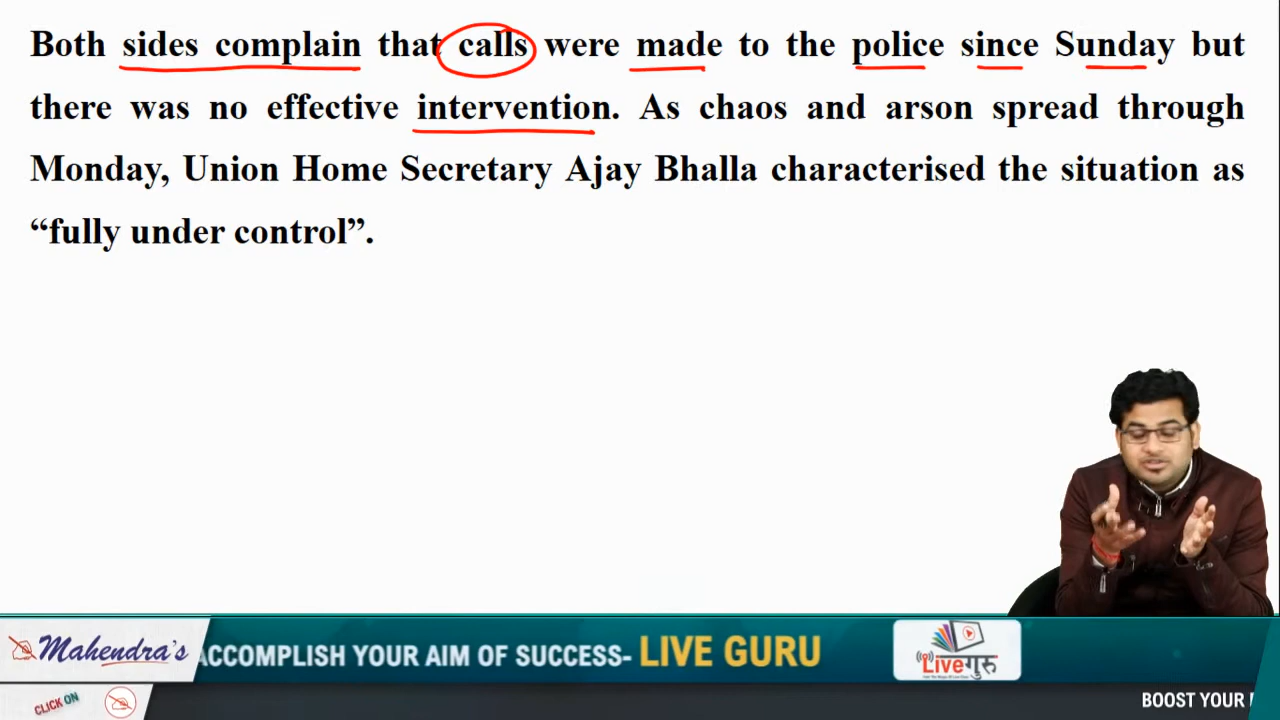 Both sides complain that calls were made to the police since Sunday but
there was no effective intervention. As chaos and arson spread through
Monday, Union Home Secretary Ajay Bhalla characterised the situation as
“fully under control”.
Mahendra's
ACCOMPLISH YOUR AIM OF SUCCESS- LIVE GURU
Liveगुरु
CLICK ON
BOOST YOUR